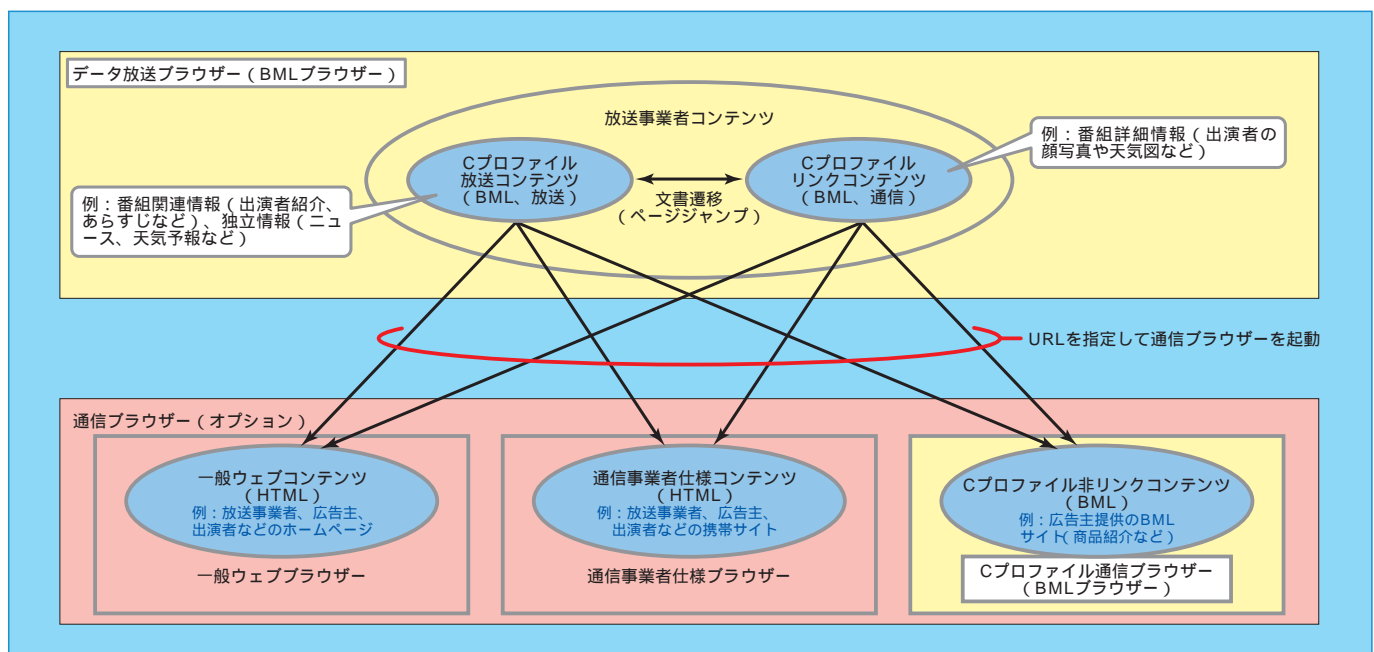 データ放送ブラウザー（BMLブラウザー）
放送事業者コンテンツ
Cプロファイル
放送コンテンツ
（BML、放送）
Cプロファイル
リンクコンテンツ
（BML、通信）
文書遷移
（ページジャンプ）
例：番組詳細情報（出演者の
顔写真や天気図など）
例：番組関連情報（出演者紹介、
あらすじなど）、独立情報（ニュ
ース、天気予報など）
URLを指定して通信ブラウザーを起動
通信ブラウザー（オプション）
一般ウェブコンテンツ
（HTML）
例：放送事業者、広告主、
出演者などのホームページ
一般ウェブブラウザー
通信事業者仕様コンテンツ
（HTML）
例：放送事業者、広告主、
出演者などの携帯サイト
通信事業者仕様ブラウザー
Cプロファイル非リンクコンテンツ
（BML）
例：広告主提供のBML
サイト（商品紹介など）
Cプロファイル通信ブラウザー
（BMLブラウザー）